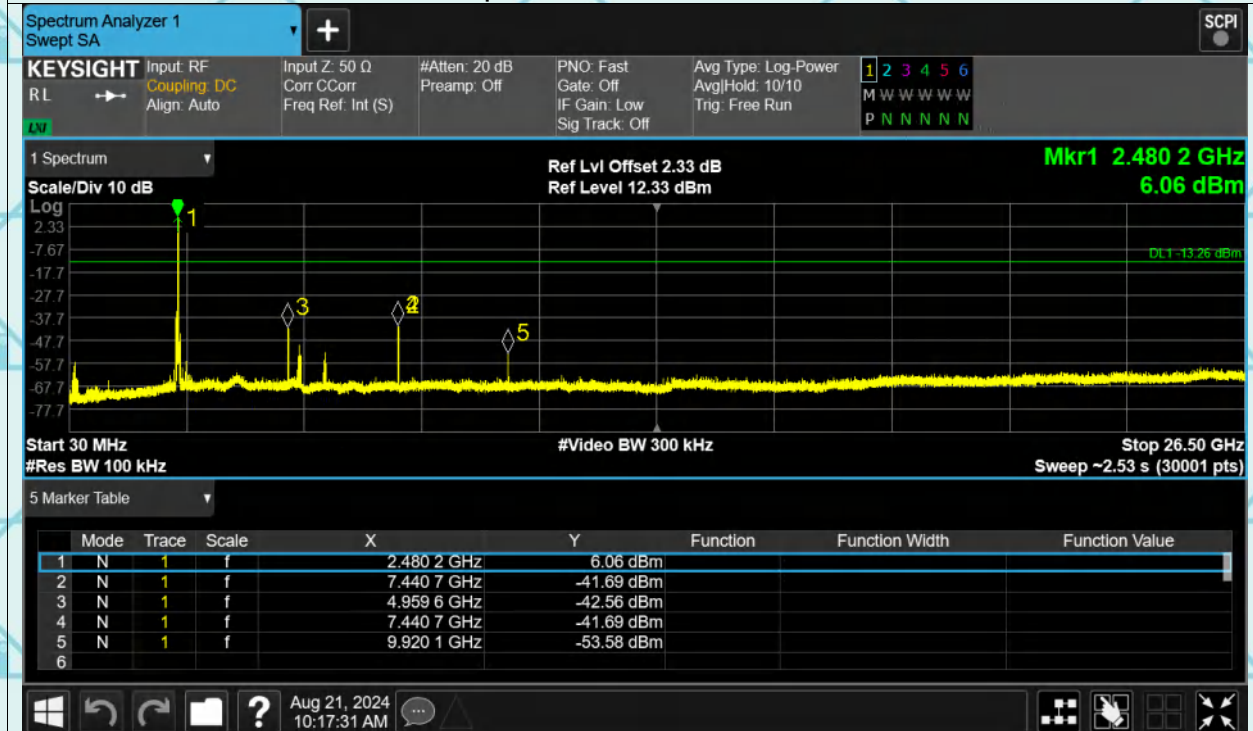 Spectrum Analyzer 1
Swept SA
+
SCPI
KEYSIGHT
RL
LXI
Input: RF
Coupling: DC
Align: Auto
Input Z: 50 Ω
Corr CCorr
Freq Ref: Int (S)
#Atten: 20 dB
Preamp: Off
PNO: Fast
Gate: Off
IF Gain: Low
Sig Track: Off
Avg Type: Log-Power
Avg|Hold: 10/10
Trig: Free Run
1 2 3 4 5 6
M W W W W W
P N N N N N
1 Spectrum
Scale/Div 10 dB
Ref Lvl Offset 2.33 dB
Ref Level 12.33 dBm
Mkr1 2.480 2 GHz
6.06 dBm
Log
2.33
-7.67
-17.7
-27.7
-37.7
-47.7
-57.7
-67.7
-77.7
1
3
5
DL1 -13.26 dBm
Start 30 MHz
#Video BW 300 kHz
Stop 26.50 GHz
#Res BW 100 kHz
Sweep ~2.53 s (30001 pts)
5 Marker Table
Mode Trace Scale X Y Function Function Width Function Value
1 N 1 f 2.480 2 GHz 6.06 dBm
2 N 1 f 7.440 7 GHz -41.69 dBm
3 N 1 f 4.959 6 GHz -42.56 dBm
4 N 1 f 7.440 7 GHz -41.69 dBm
5 N 1 f 9.920 1 GHz -53.58 dBm
6
?
Aug 21, 2024
10:17:31 AM